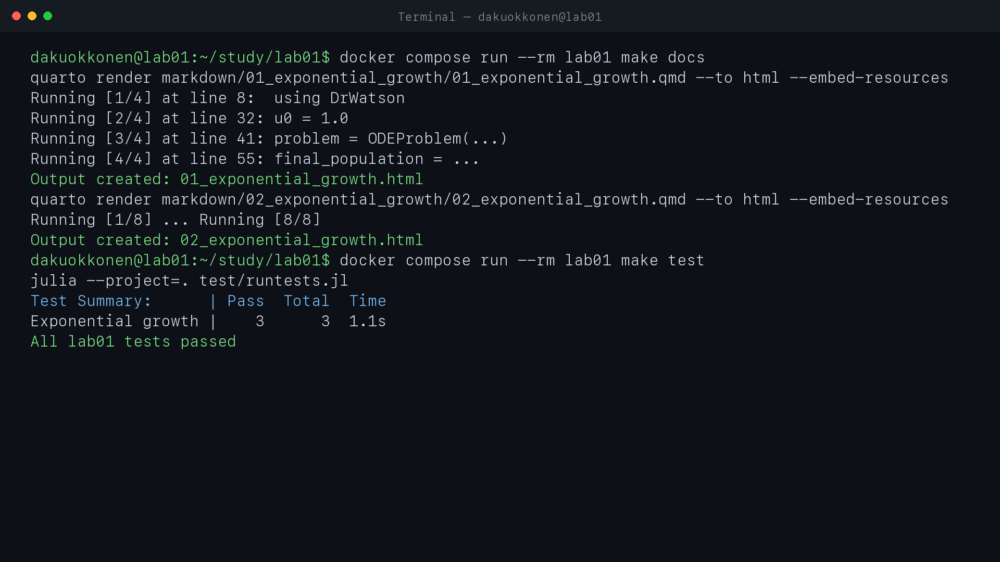 Terminal — dakuokkonen@lab01
dakuokkonen@lab01:~/study/lab01$ docker compose run --rm lab01 make docs
quarto render markdown/01_exponential_growth/01_exponential_growth.qmd --to html --embed-resources
Running [1/4] at line 8:  using DrWatson
Running [2/4] at line 32: u0 = 1.0
Running [3/4] at line 41: problem = ODEProblem(...)
Running [4/4] at line 55: final_population = ...
Output created: 01_exponential_growth.html
quarto render markdown/02_exponential_growth/02_exponential_growth.qmd --to html --embed-resources
Running [1/8] ... Running [8/8]
Output created: 02_exponential_growth.html
dakuokkonen@lab01:~/study/lab01$ docker compose run --rm lab01 make test
julia --project=. test/runtests.jl
Test Summary:      | Pass  Total  Time
Exponential growth |    3      3  1.1s
All lab01 tests passed